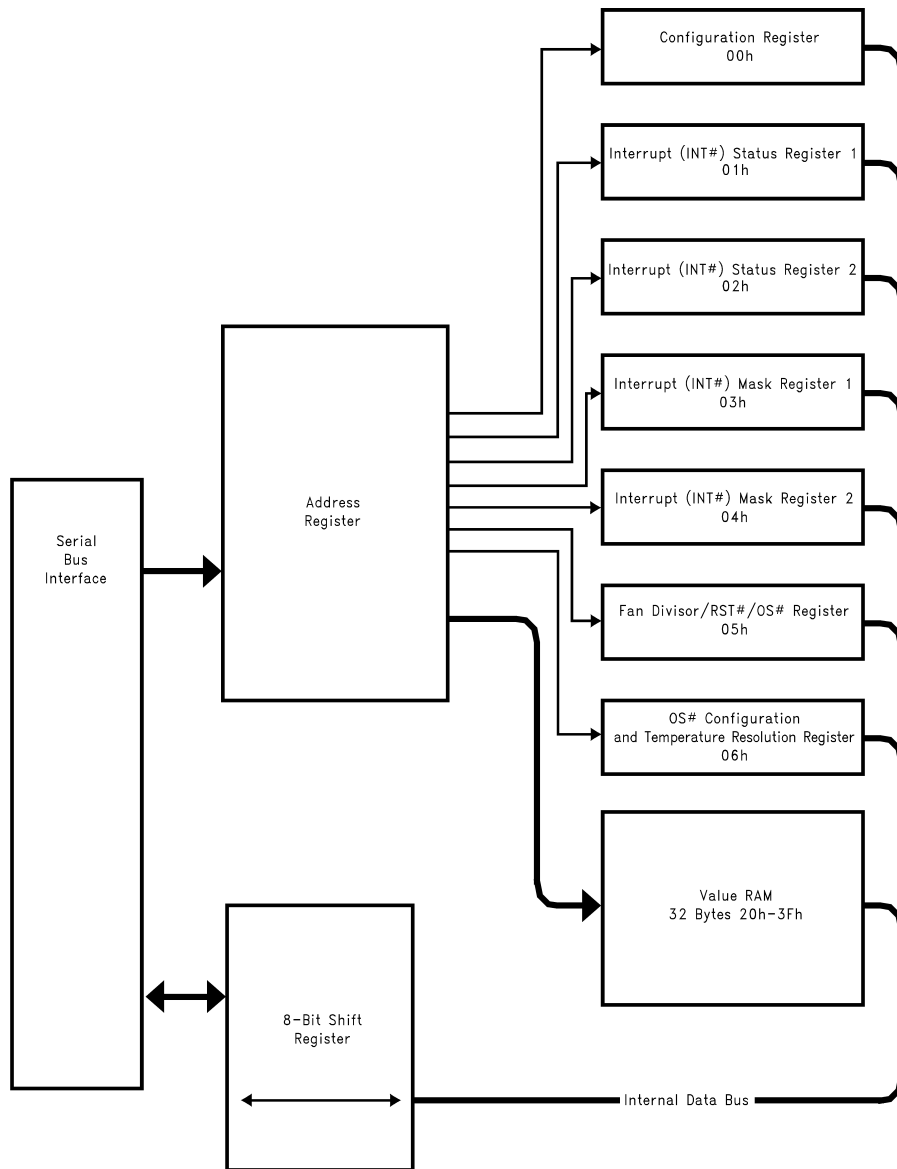 Configuration Register
00h
Interrupt (INT#) Status Register 1
01h
Interrupt (INT#) Status Register 2
02h
Interrupt (INT#) Mask Register 1
03h
Interrupt (INT#) Mask Register 2
04h
Fan Divisor/RST#/OS# Register
05h
OS# Configuration
and Temperature Resolution Register
06h
Value RAM
32 Bytes 20h-3Fh
Address
Register
Serial
Bus
Interface
8-Bit Shift
Register
Internal Data Bus